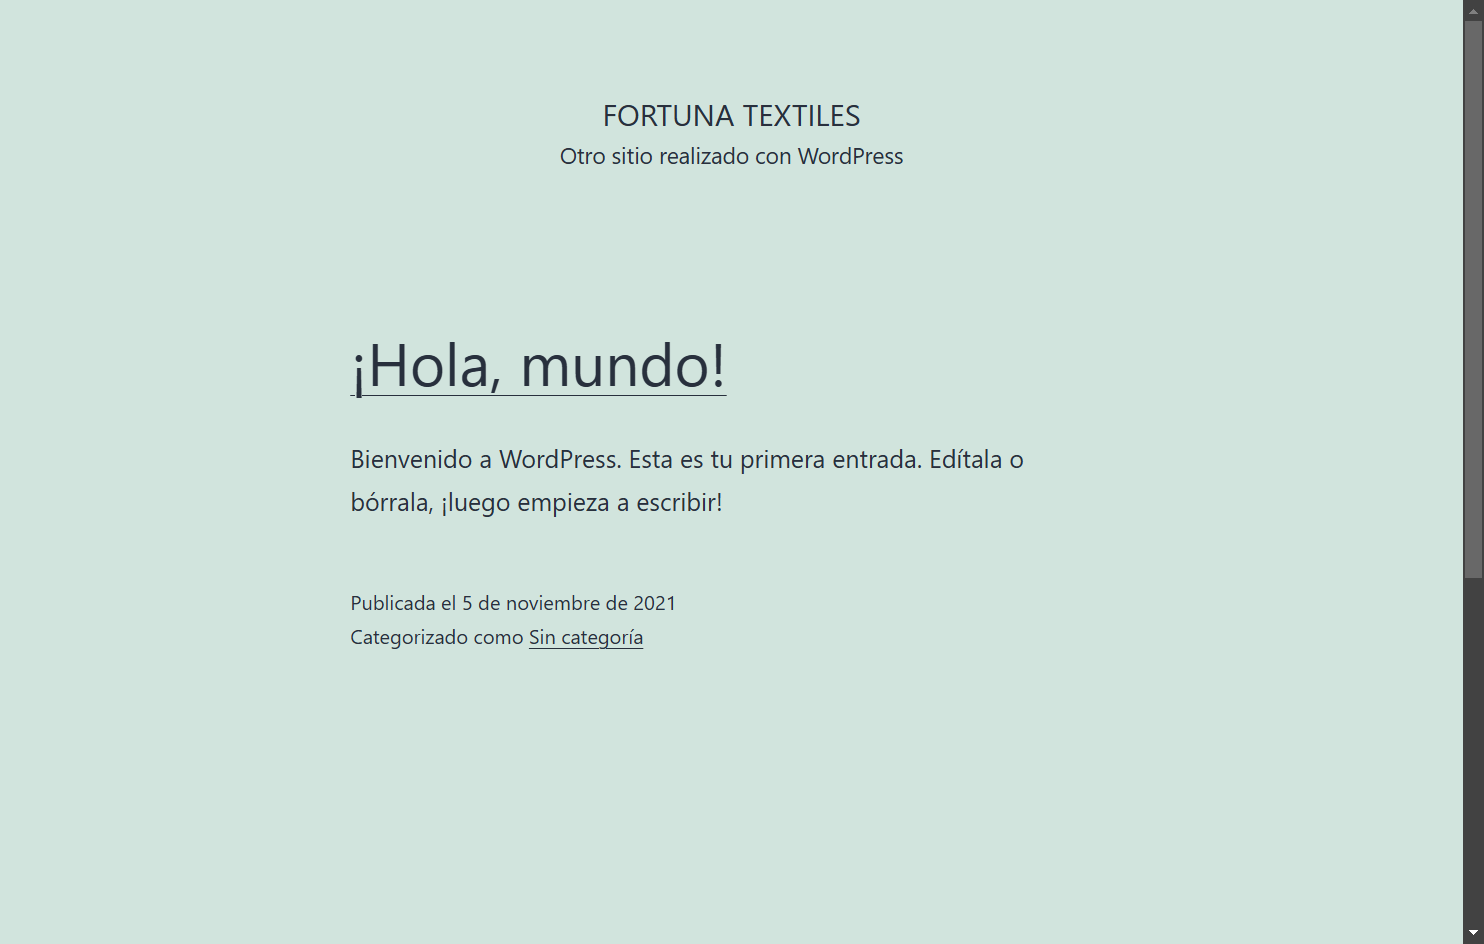 FORTUNA TEXTILES
Otro sitio realizado con WordPress
¡Hola, mundo!
Bienvenido a WordPress. Esta es tu primera entrada. Edítala o
bórrala, ¡luego empieza a escribir!
Publicada el 5 de noviembre de 2021
Categorizado como Sin categoría